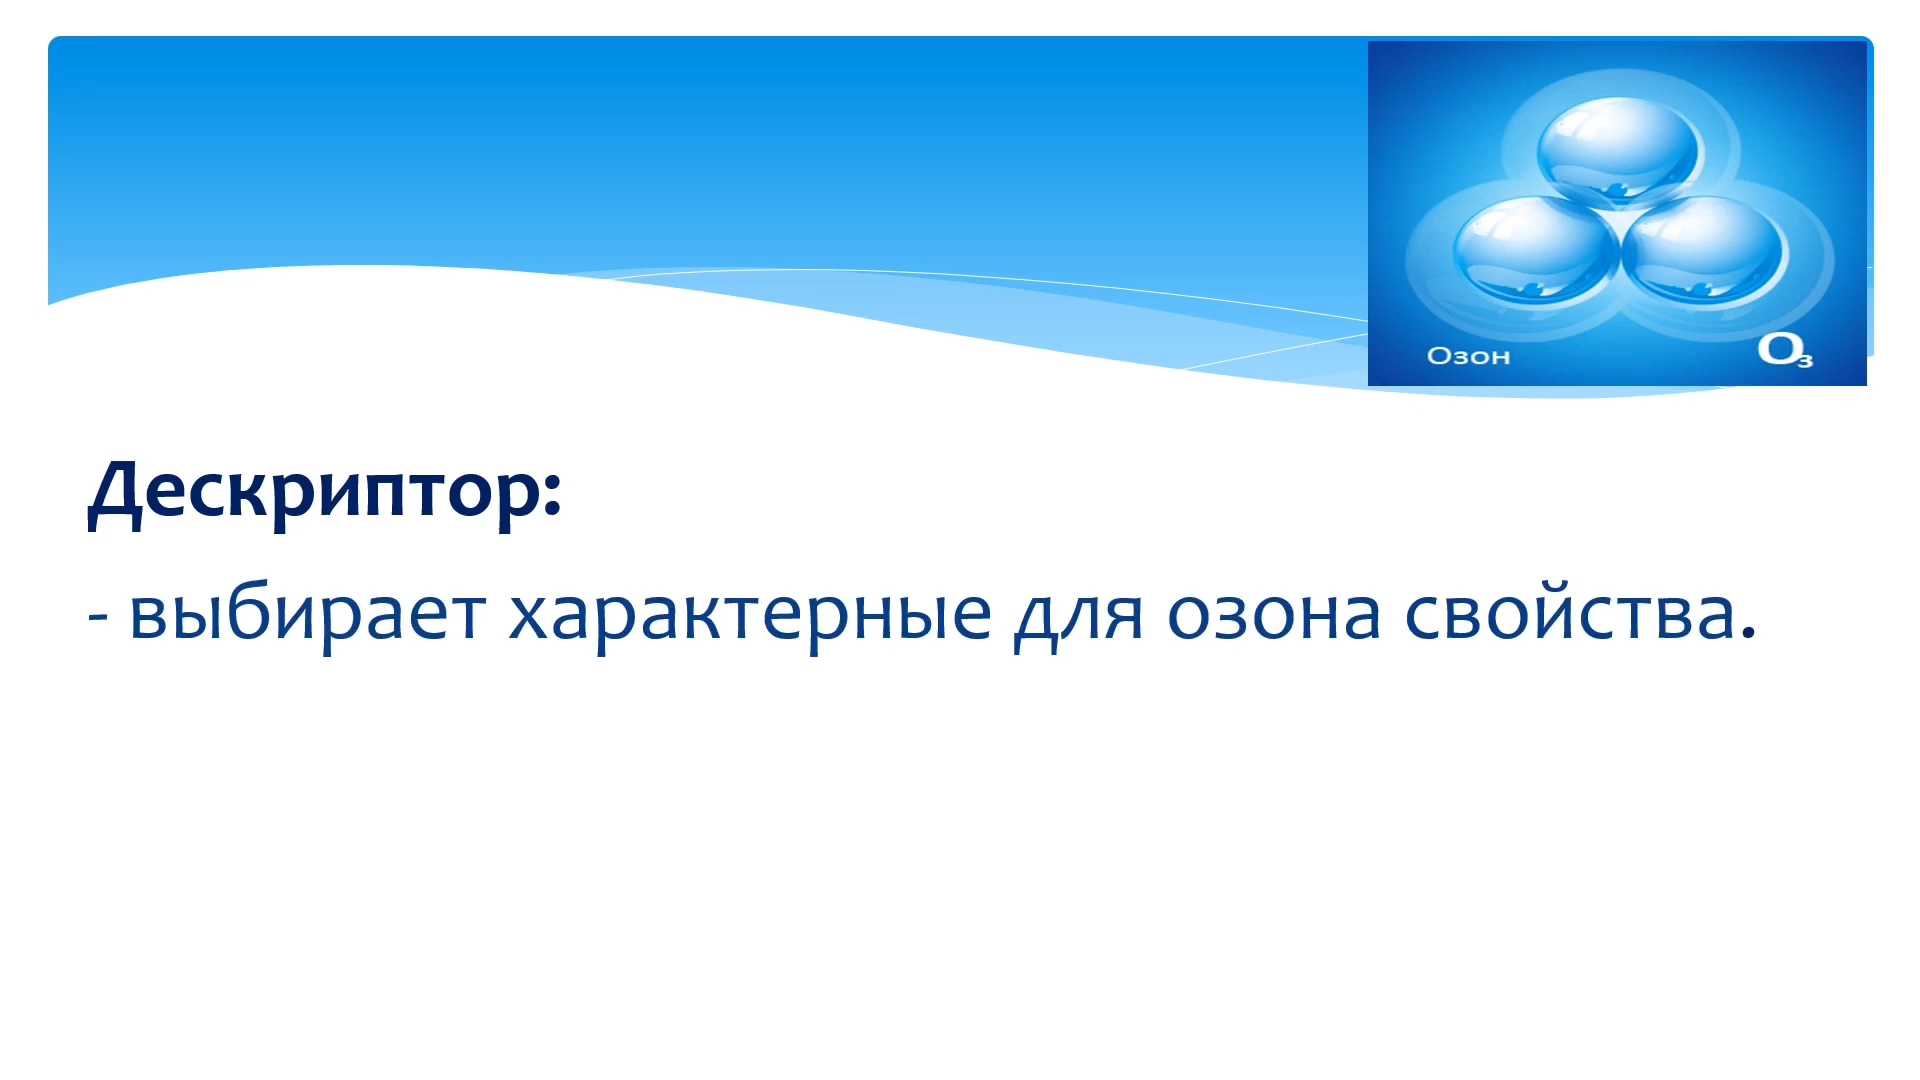 Озон
O₃
Дескриптор:
- выбирает характерные для озона свойства.